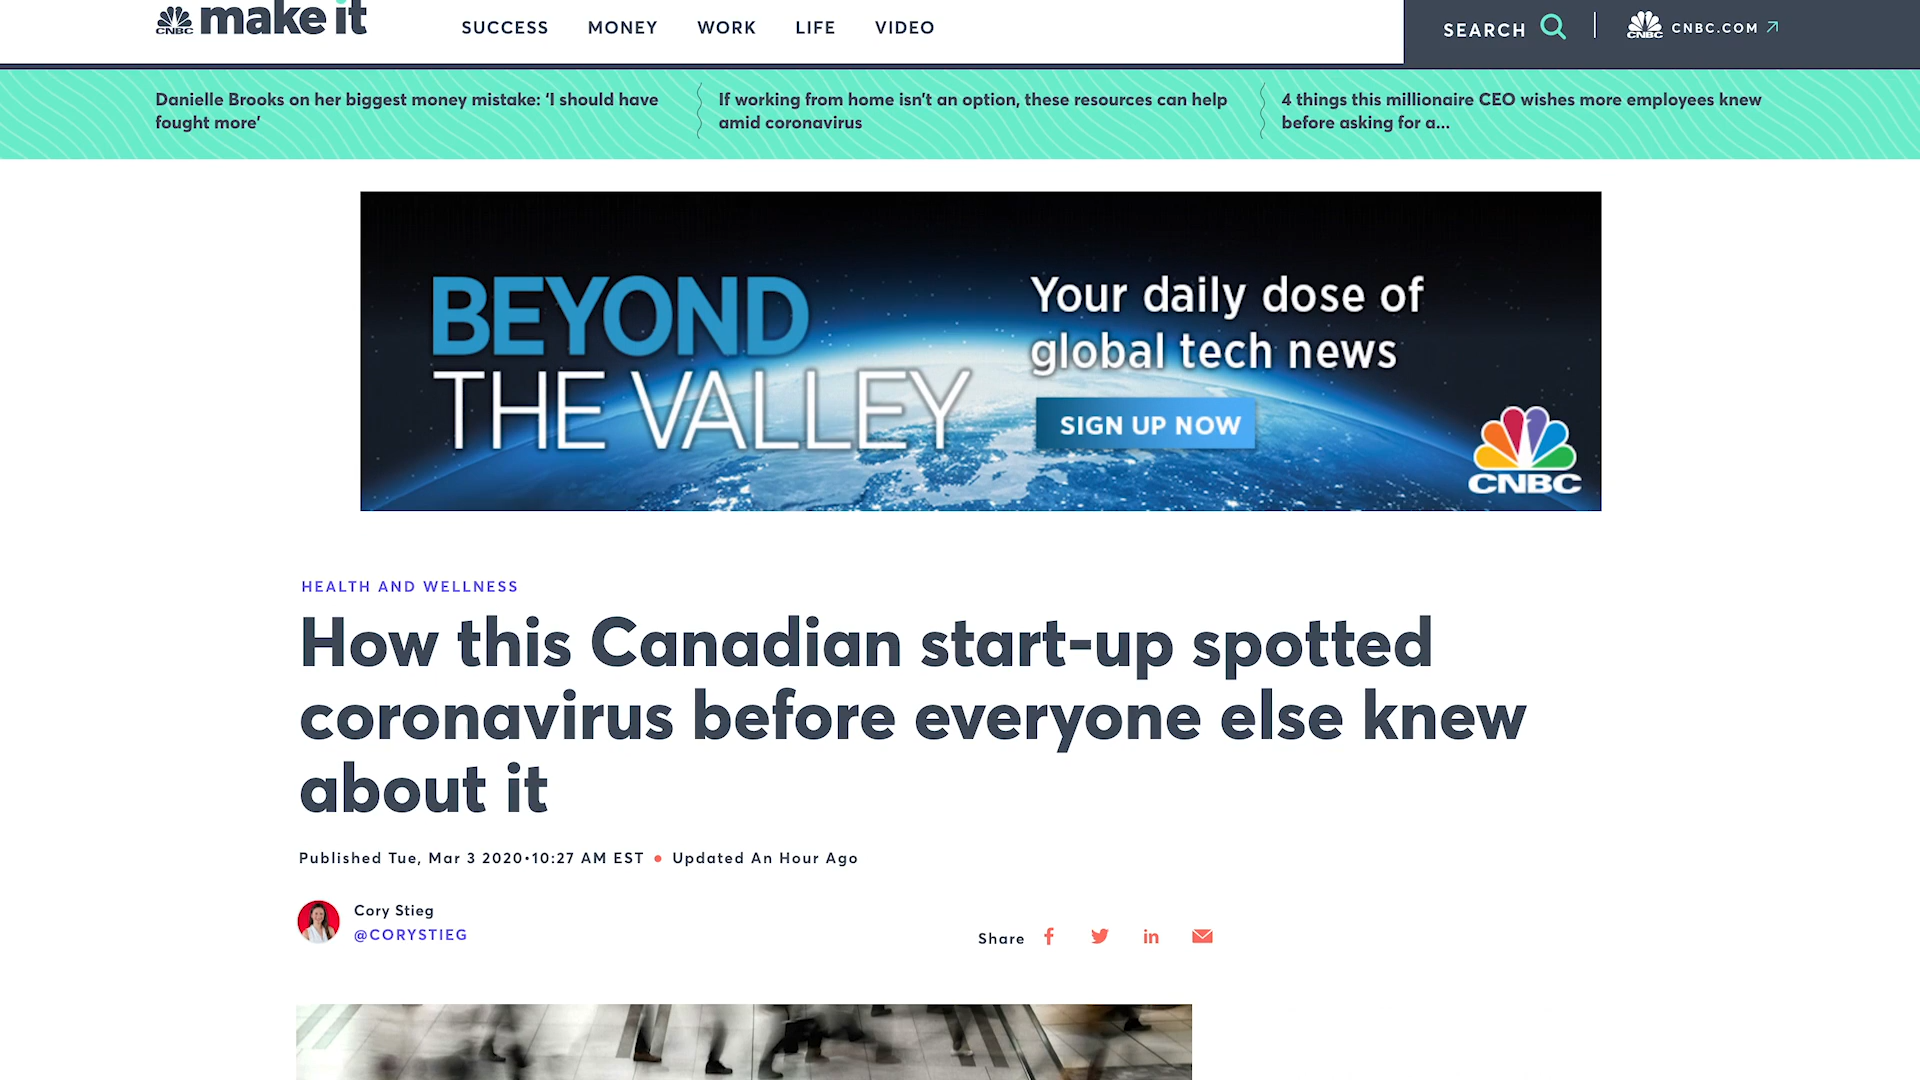 CNBC make it
SUCCESS
MONEY
WORK
LIFE
VIDEO
SEARCH
CNBC
CNBC.COM
Danielle Brooks on her biggest money mistake: ‘I should have
fought more’
If working from home isn’t an option, these resources can help
amid coronavirus
4 things this millionaire CEO wishes more employees knew
before asking for a...
BEYOND
THE VALLEY
Your daily dose of
global tech news
SIGN UP NOW
CNBC
HEALTH AND WELLNESS
How this Canadian start-up spotted
coronavirus before everyone else knew
about it
Published Tue, Mar 3 2020•10:27 AM EST • Updated An Hour Ago
Cory Stieg
@CORYSTIEG
Share